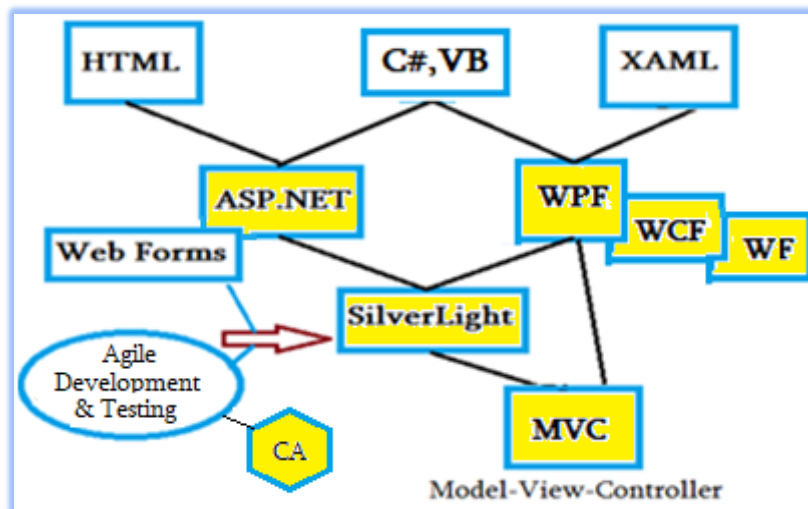 HTML
C#,VB
XAML
ASP.NET
WPF
WCF
WF
Web Forms
SilverLight
Agile
Development
& Testing
CA
MVC
Model-View-Controller